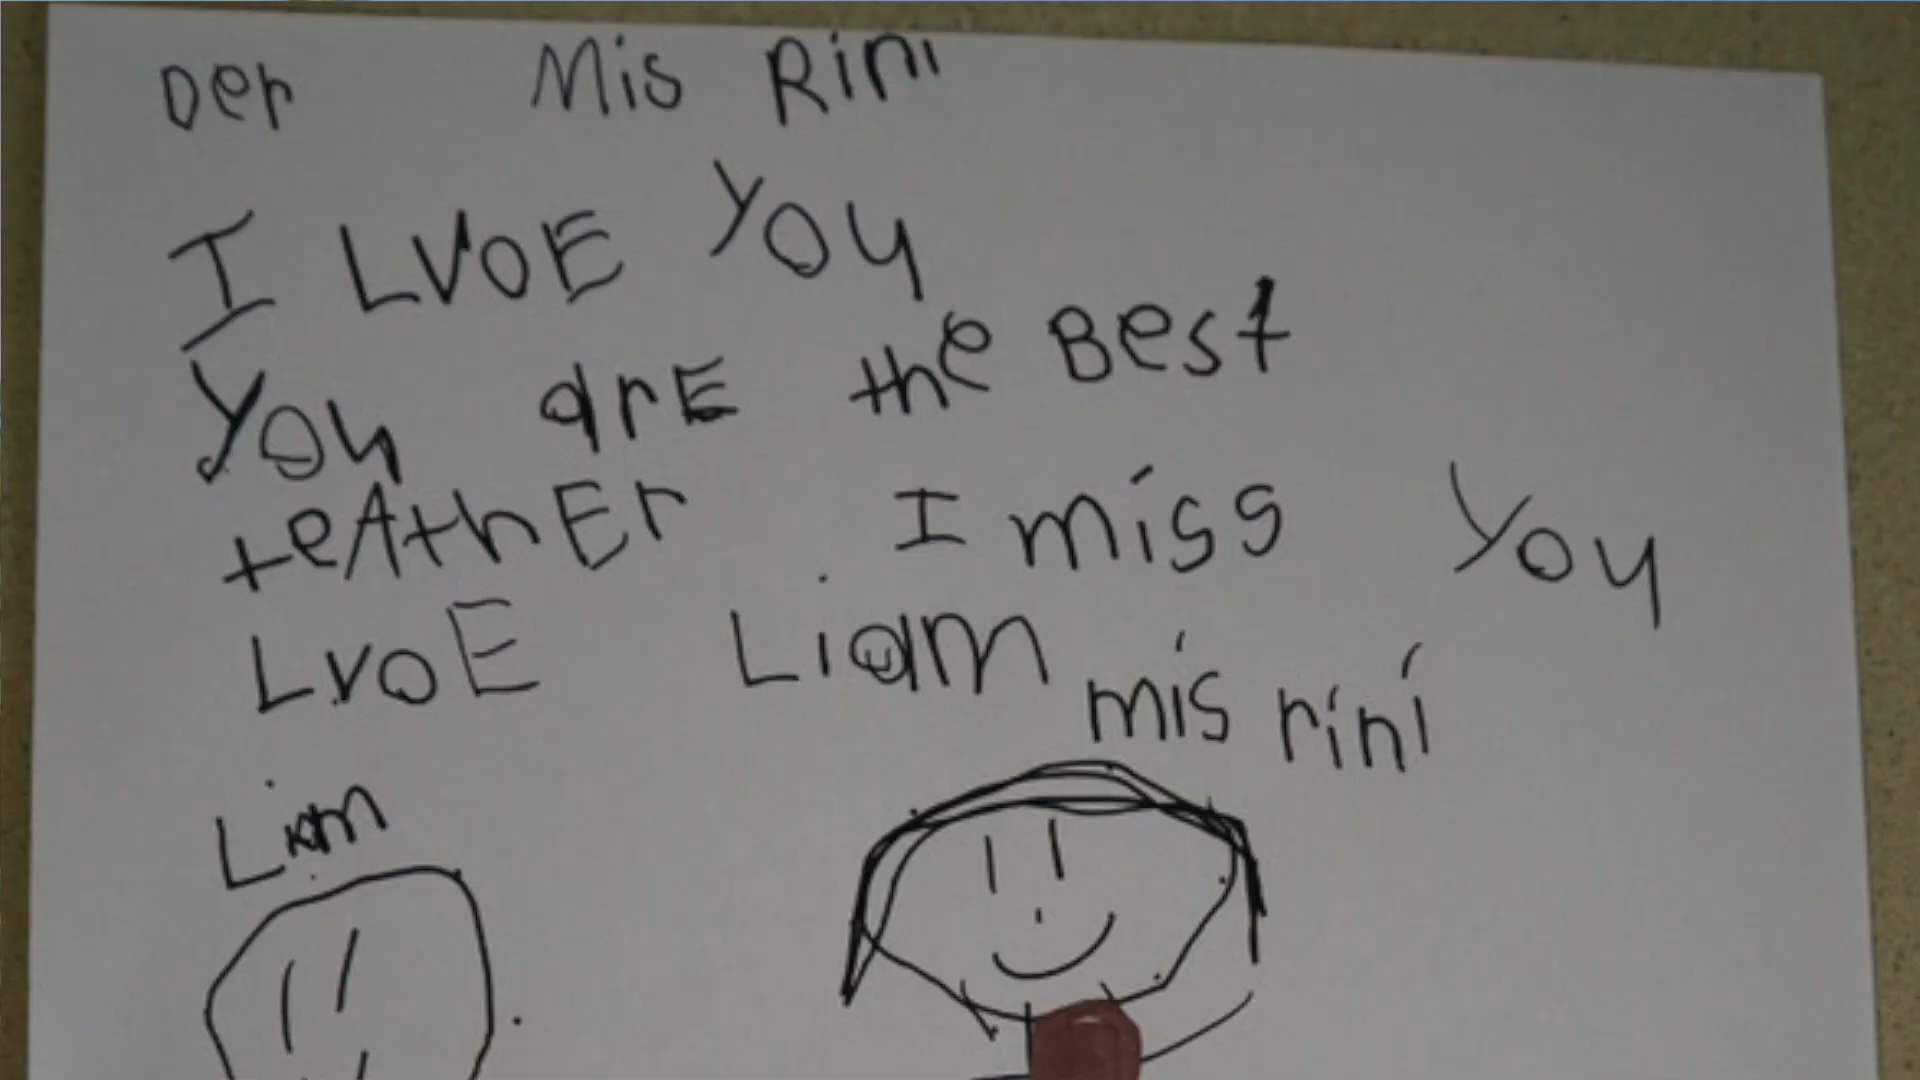 Der Mis Rini
I LVOE You
You are the Best
teAthEr I miss you
LvoE Liam
mis rini
Liam